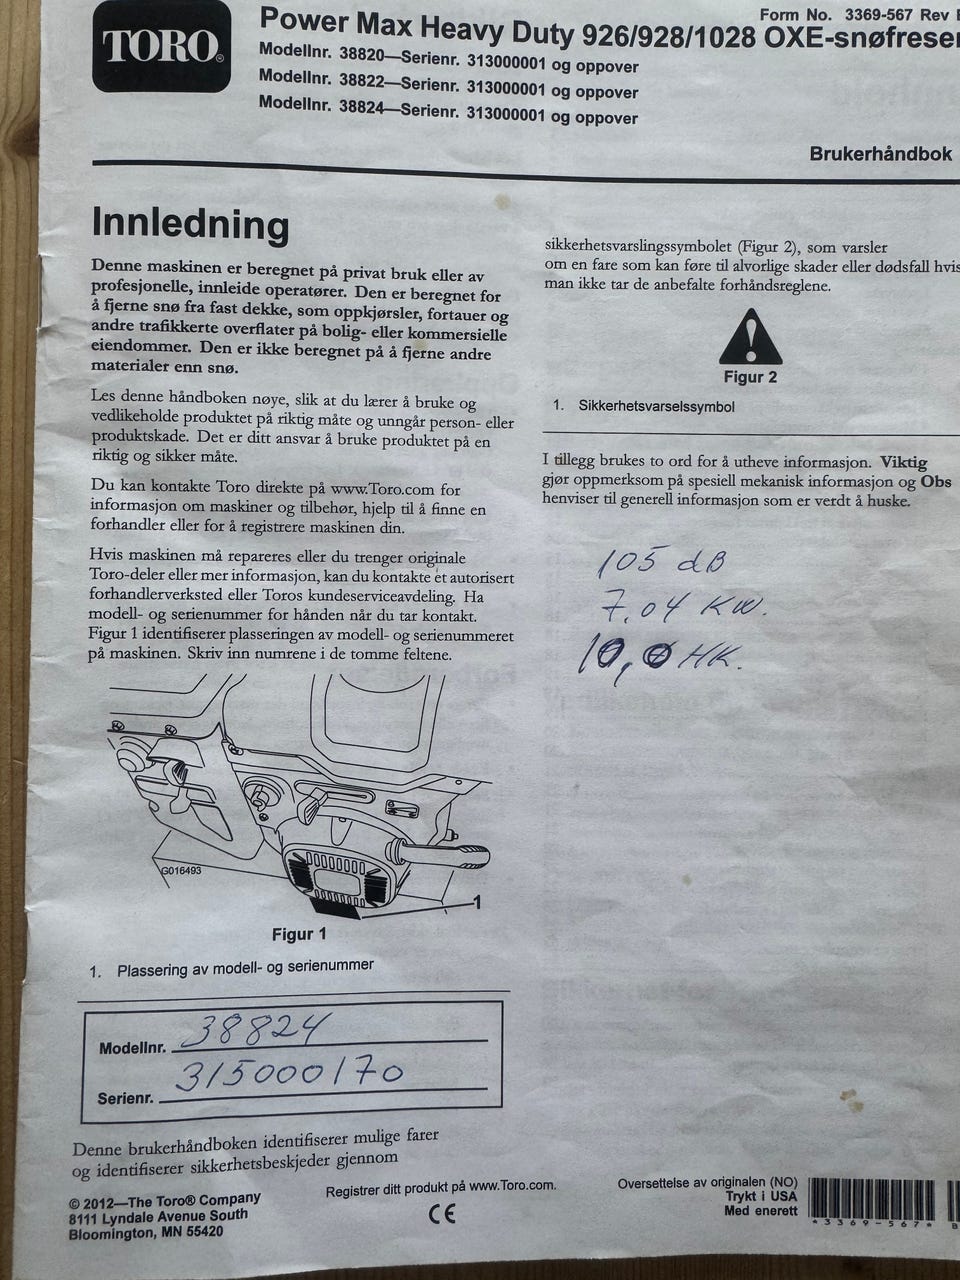 TORO®
Form No. 3369-567 Rev
Power Max Heavy Duty 926/928/1028 OXE-snøfreser
Modellnr. 38820—Serienr. 313000001 og oppover
Modellnr. 38822—Serienr. 313000001 og oppover
Modellnr. 38824—Serienr. 313000001 og oppover
Brukerhåndbok
Innledning
Denne maskinen er beregnet på privat bruk eller av
profesjonelle, innleide operatører. Den er beregnet for
å fjerne snø fra fast dekke, som oppkjørsler, fortauer og
andre trafikkerte overflater på bolig- eller kommersielle
eiendommer. Den er ikke beregnet på å fjerne andre
materialer enn snø.
Les denne håndboken nøye, slik at du lærer å bruke og
vedlikeholde produktet på riktig måte og unngår person- eller
produktskade. Det er ditt ansvar å bruke produktet på en
riktig og sikker måte.
Du kan kontakte Toro direkte på www.Toro.com for
informasjon om maskiner og tilbehør, hjelp til å finne en
forhandler eller for å registrere maskinen din.
Hvis maskinen må repareres eller du trenger originale
Toro-deler eller mer informasjon, kan du kontakte et autorisert
forhandlerverksted eller Toros kundeserviceavdeling. Ha
modell- og serienummer for hånden når du tar kontakt.
Figur 1 identifiserer plasseringen av modell- og serienummeret
på maskinen. Skriv inn numrene i de tomme feltene.
G016493
1
Figur 1
1. Plassering av modell- og serienummer
Modellnr. 38824
Serienr. 315000170
Denne brukerhåndboken identifiserer mulige farer
og identifiserer sikkerhetsbeskjeder gjennom
sikkerhetsvarslingssymbolet (Figur 2), som varsler
om en fare som kan føre til alvorlige skader eller dødsfall hvis
man ikke tar de anbefalte forhåndsreglene.
Figur 2
1. Sikkerhetsvarselssymbol
I tillegg brukes to ord for å utheve informasjon. Viktig
gjør oppmerksom på spesiell mekanisk informasjon og Obs
henviser til generell informasjon som er verdt å huske.
105 dB
7,04 KW.
10,0 HK.
© 2012—The Toro® Company
8111 Lyndale Avenue South
Bloomington, MN 55420
Registrer ditt produkt på www.Toro.com.
CE
Oversettelse av originalen (NO)
Trykt i USA
Med enerett
*3369-567*